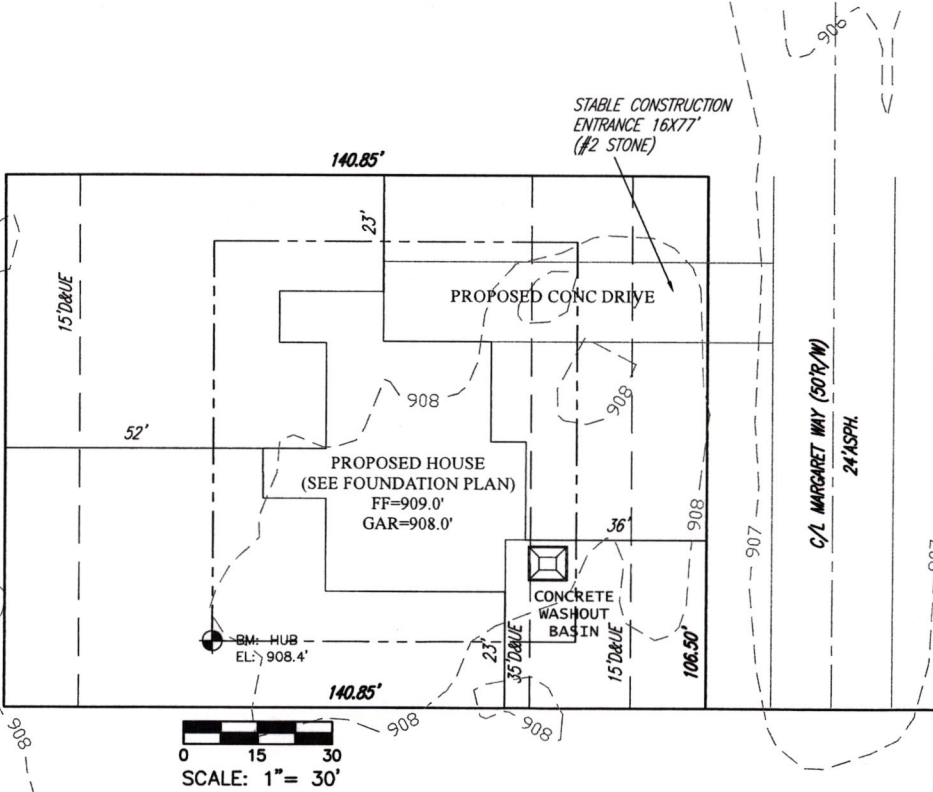 906
STABLE CONSTRUCTION
ENTRANCE 16X77'
(#2 STONE)
140.85'
23'
15'D&UE
PROPOSED CONC DRIVE
908
908
52'
PROPOSED HOUSE
(SEE FOUNDATION PLAN)
FF=909.0'
GAR=908.0'
C/L MARGARET WAY (50'R/W)
24'ASPH.
36'
908
907
CONCRETE
WASHOUT
BASIN
BM: HUB
EL: 908.4'
23'
35'D&UE
15'D&UE
106.50'
140.85'
908
908
908
0 15 30
SCALE: 1"= 30'